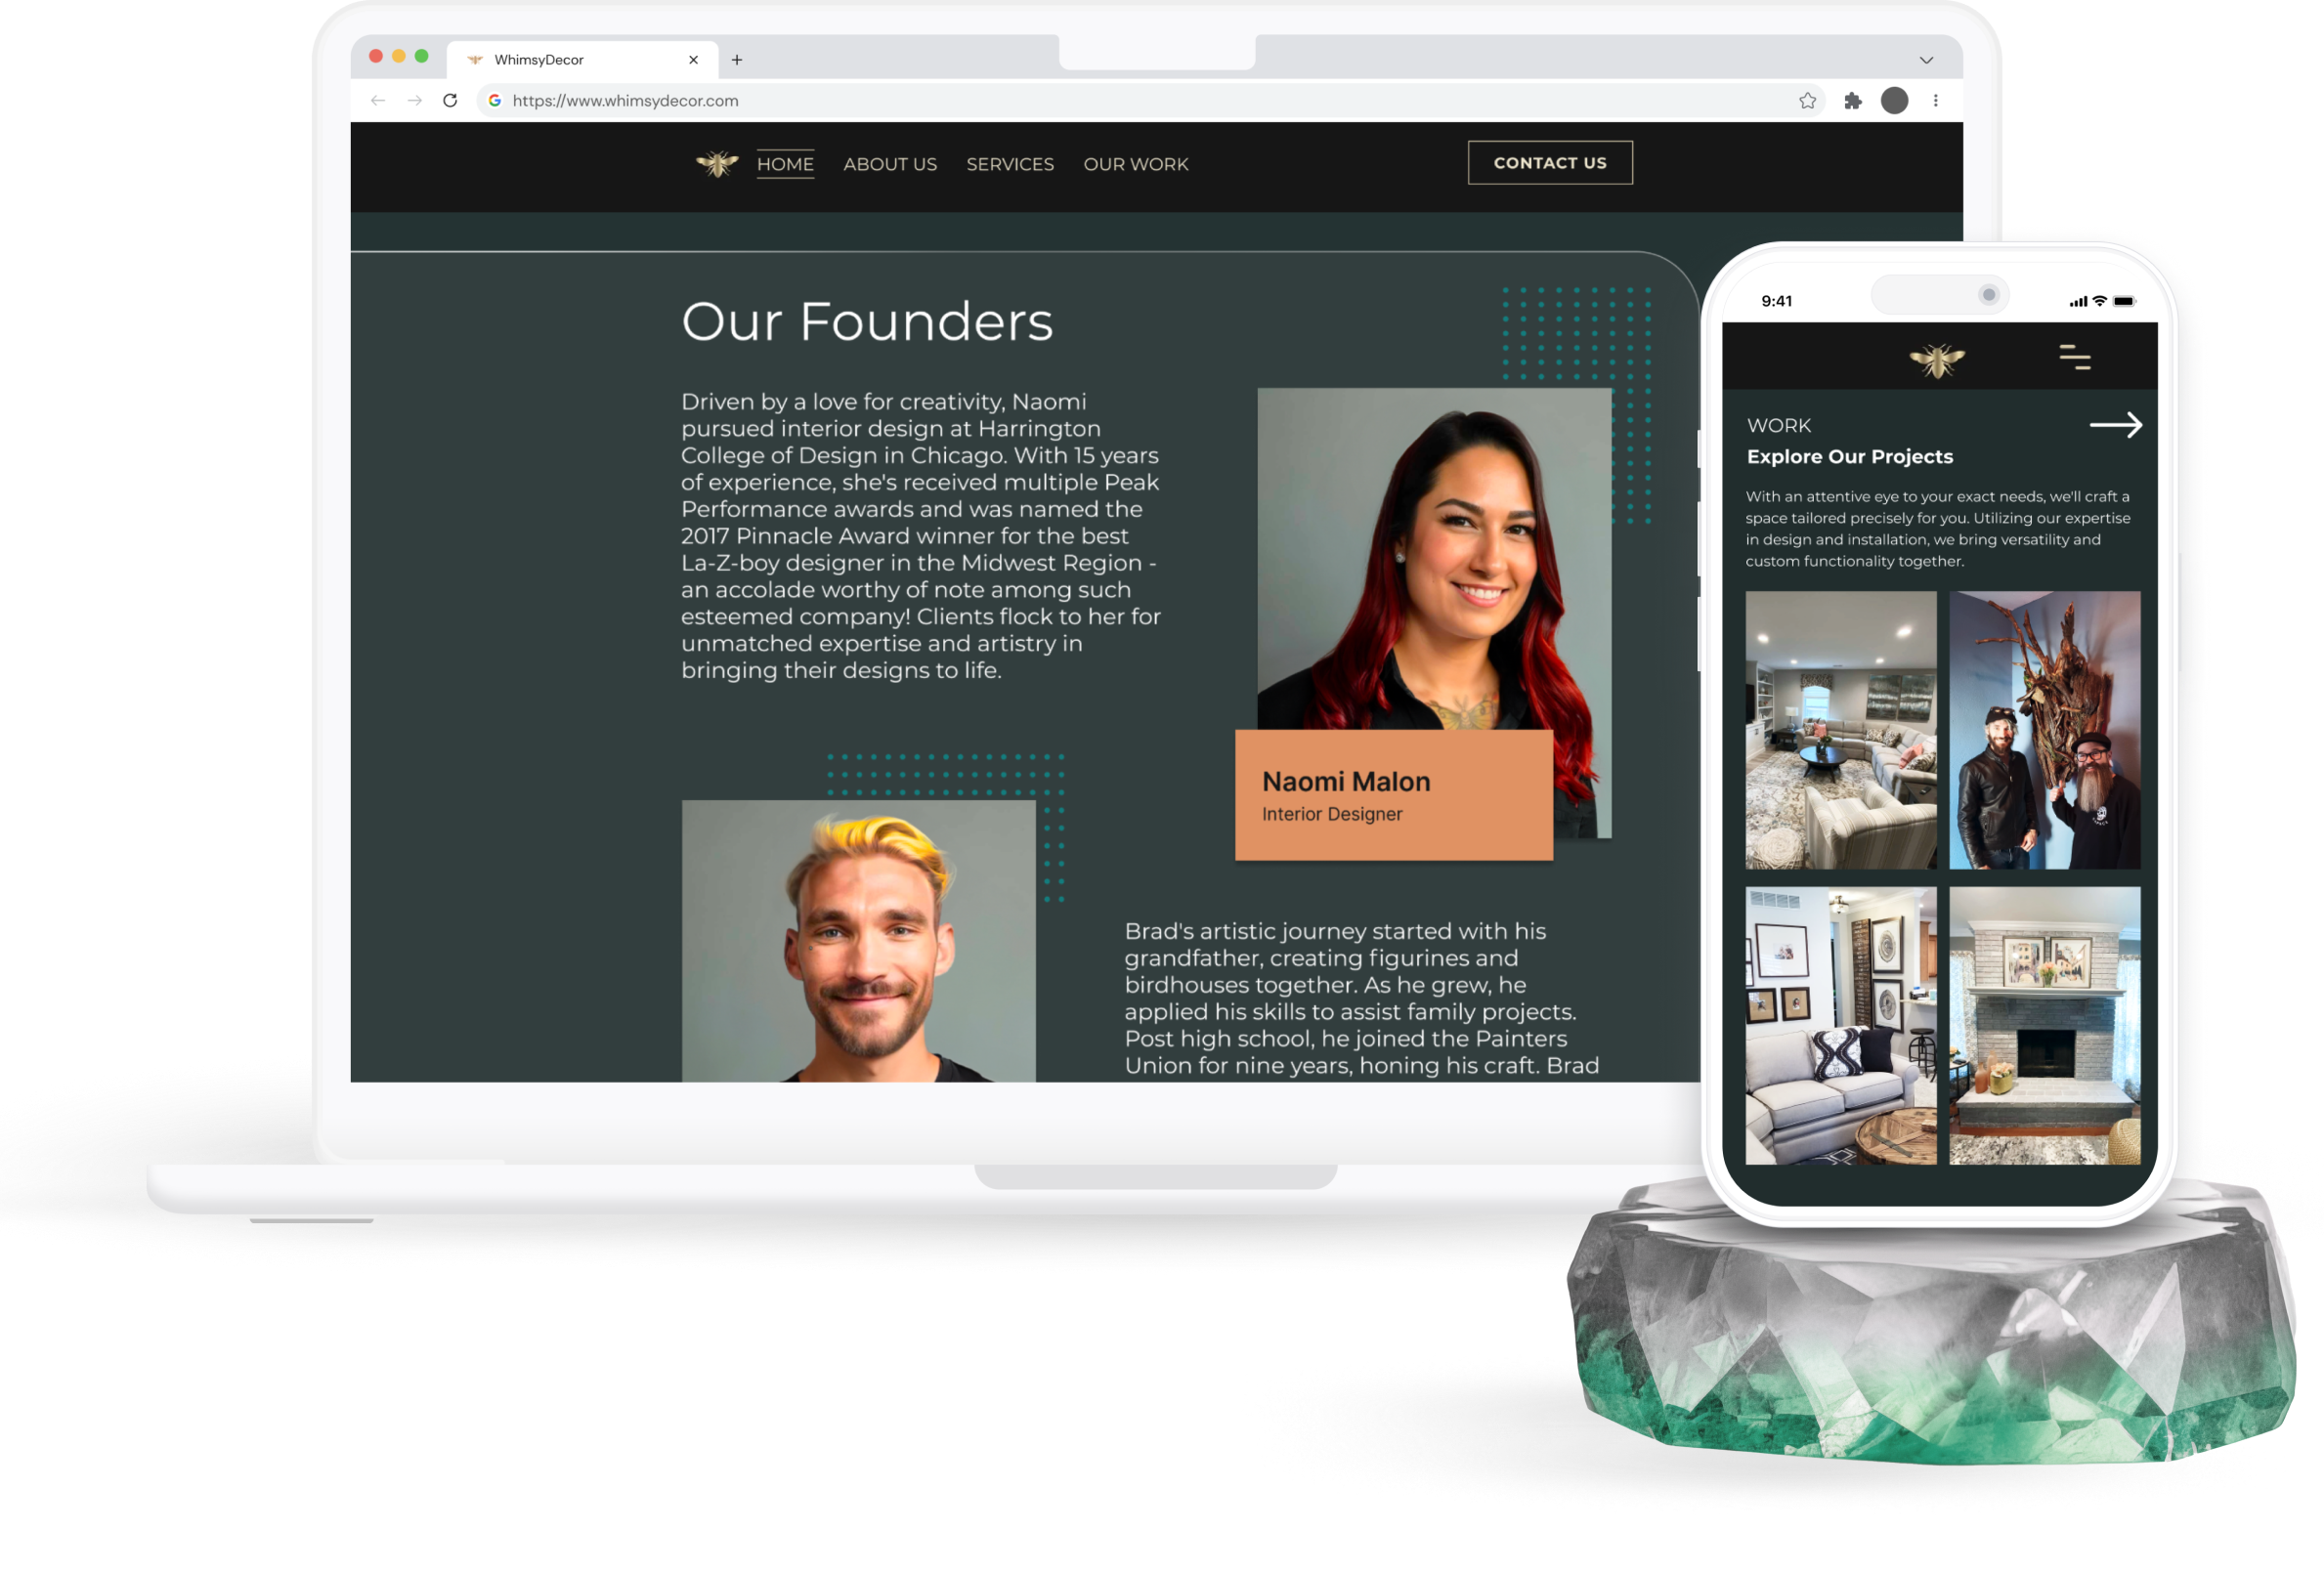 WhimsyDecor
https://www.whimsydecor.com
HOME
ABOUT US
SERVICES
OUR WORK
CONTACT US
Our Founders
Driven by a love for creativity, Naomi
pursued interior design at Harrington
College of Design in Chicago. With 15 years
of experience, she's received multiple Peak
Performance awards and was named the
2017 Pinnacle Award winner for the best
La-Z-boy designer in the Midwest Region -
an accolade worthy of note among such
esteemed company! Clients flock to her for
unmatched expertise and artistry in
bringing their designs to life.
Naomi Malon
Interior Designer
Brad's artistic journey started with his
grandfather, creating figurines and
birdhouses together. As he grew, he
applied his skills to assist family projects.
Post high school, he joined the Painters
Union for nine years, honing his craft. Brad
9:41
WORK
Explore Our Projects
With an attentive eye to your exact needs, we'll craft a
space tailored precisely for you. Utilizing our expertise
in design and installation, we bring versatility and
custom functionality together.